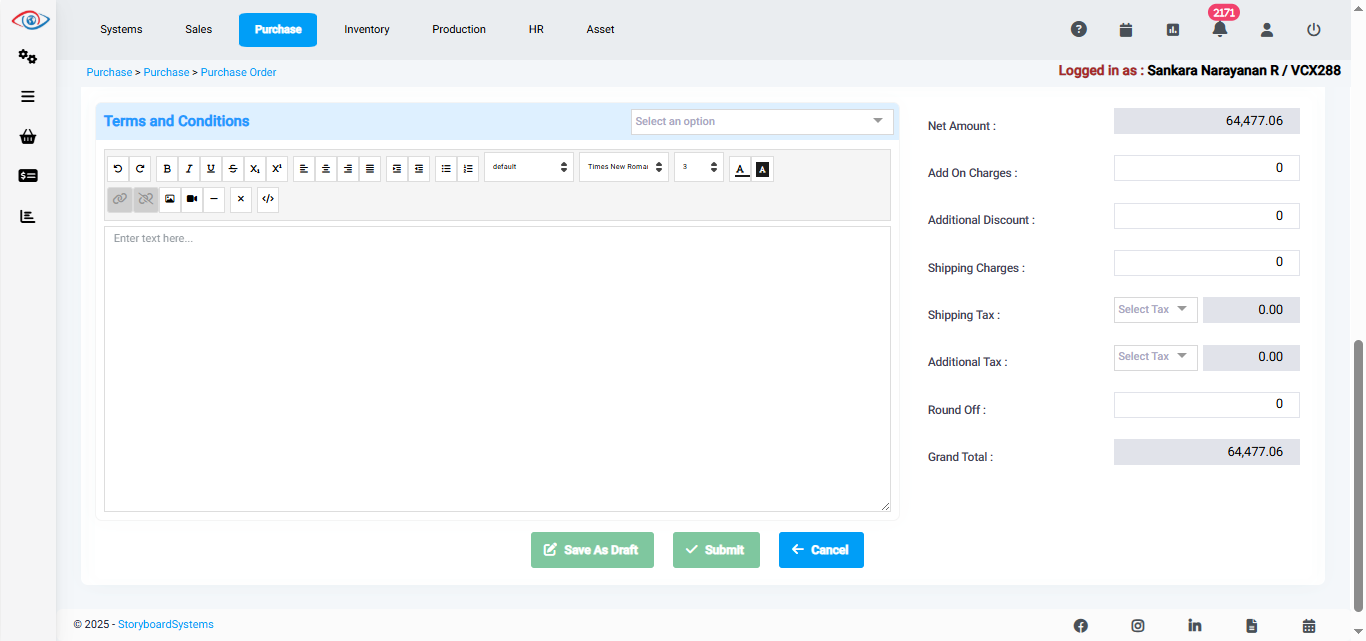 2171
Systems Sales Purchase Inventory Production HR Asset
Purchase > Purchase > Purchase Order
Logged in as : Sankara Narayanan R / VCX288
Terms and Conditions
Select an option
B I U S X₁ X¹
default
Times New Roma
3
A A
</>
Enter text here...
Net Amount : 64,477.06
Add On Charges : 0
Additional Discount : 0
Shipping Charges : 0
Shipping Tax : Select Tax 0.00
Additional Tax : Select Tax 0.00
Round Off : 0
Grand Total : 64,477.06
Save As Draft Submit Cancel
© 2025 - StoryboardSystems